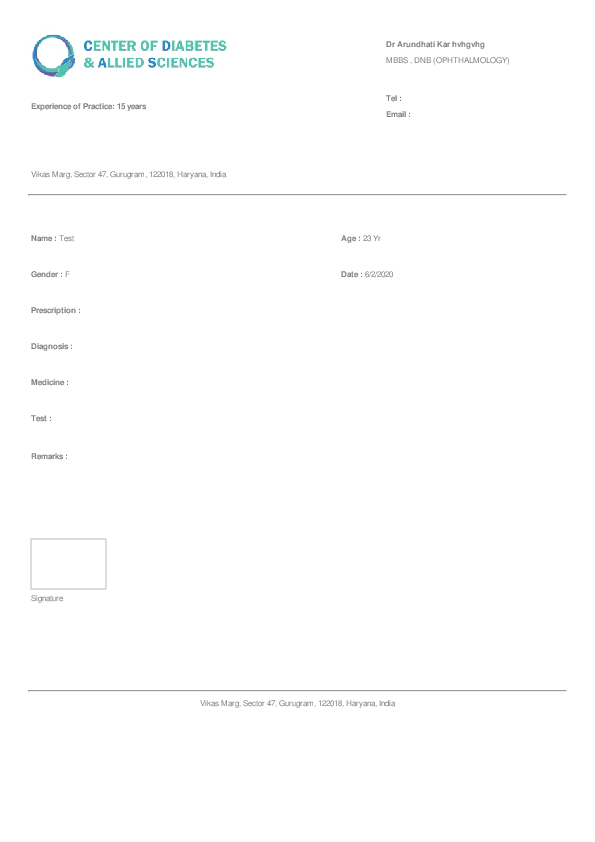 CENTER OF DIABETES
& ALLIED SCIENCES
Dr Arundhati Kar hvhgvhg
MBBS , DNB (OPHTHALMOLOGY)
Tel :
Email :
Experience of Practice: 15 years
Vikas Marg, Sector 47, Gurugram, 122018, Haryana, India
Name : Test
Age : 23 Yr
Gender : F
Date : 6/2/2020
Prescription :
Diagnosis :
Medicine :
Test :
Remarks :
Signature
Vikas Marg, Sector 47, Gurugram, 122018, Haryana, India